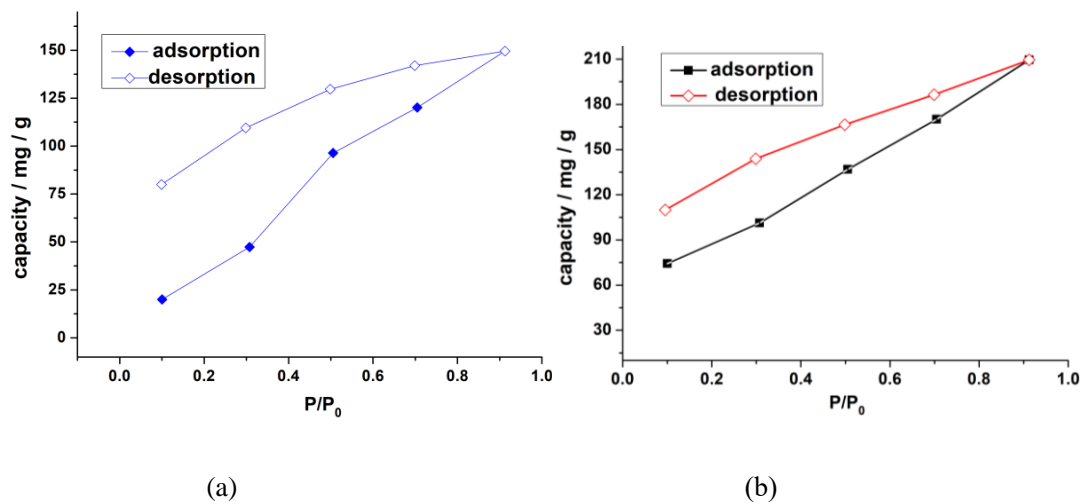 adsorption
desorption
150
125
100
75
50
25
0
capacity / mg / g
0.0 0.2 0.4 0.6 0.8 1.0
P/P₀
(a)
adsorption
desorption
210
180
150
120
90
60
30
capacity / mg / g
0.0 0.2 0.4 0.6 0.8 1.0
P/P₀
(b)